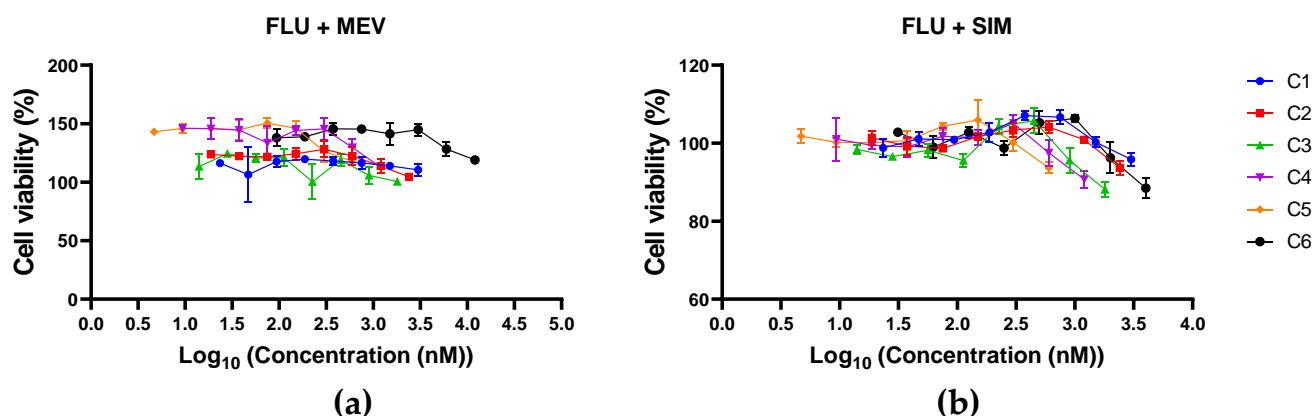 FLU + MEV
200
150
100
50
0
Cell viability (%)
0.0 0.5 1.0 1.5 2.0 2.5 3.0 3.5 4.0 4.5 5.0
Log10 (Concentration (nM))
(a)
FLU + SIM
120
100
80
60
Cell viability (%)
0.0 0.5 1.0 1.5 2.0 2.5 3.0 3.5 4.0
Log10 (Concentration (nM))
(b)
C1
C2
C3
C4
C5
C6